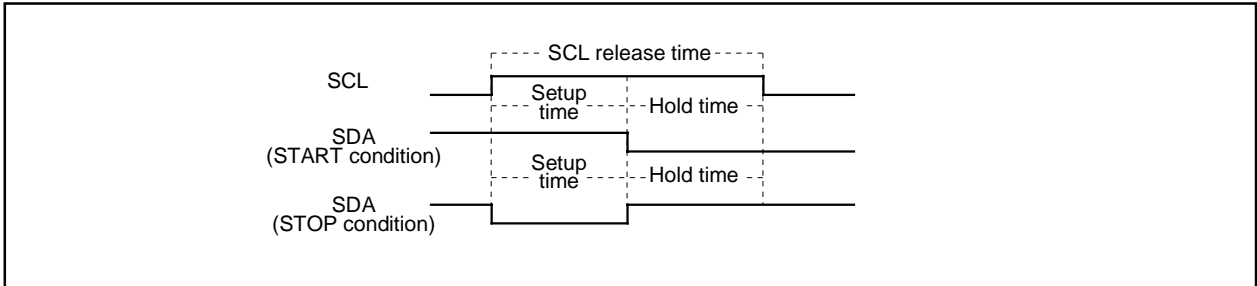 SCL release time
SCL
Setup
time
Hold time
SDA
(START condition)
Setup
time
Hold time
SDA
(STOP condition)